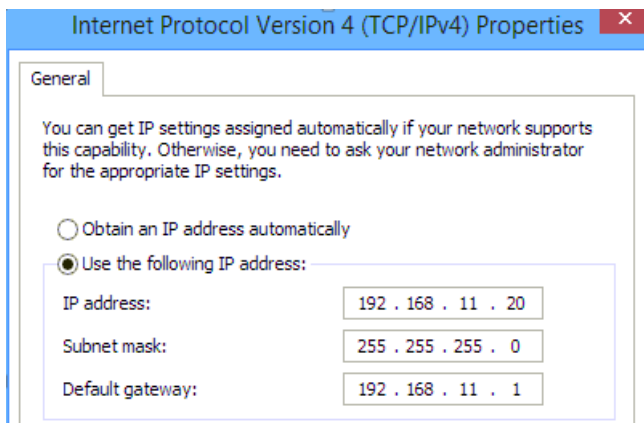 Internet Protocol Version 4 (TCP/IPv4) Properties
General
You can get IP settings assigned automatically if your network supports
this capability. Otherwise, you need to ask your network administrator
for the appropriate IP settings.
Obtain an IP address automatically
Use the following IP address:
IP address: 192 . 168 . 11 . 20
Subnet mask: 255 . 255 . 255 . 0
Default gateway: 192 . 168 . 11 . 1